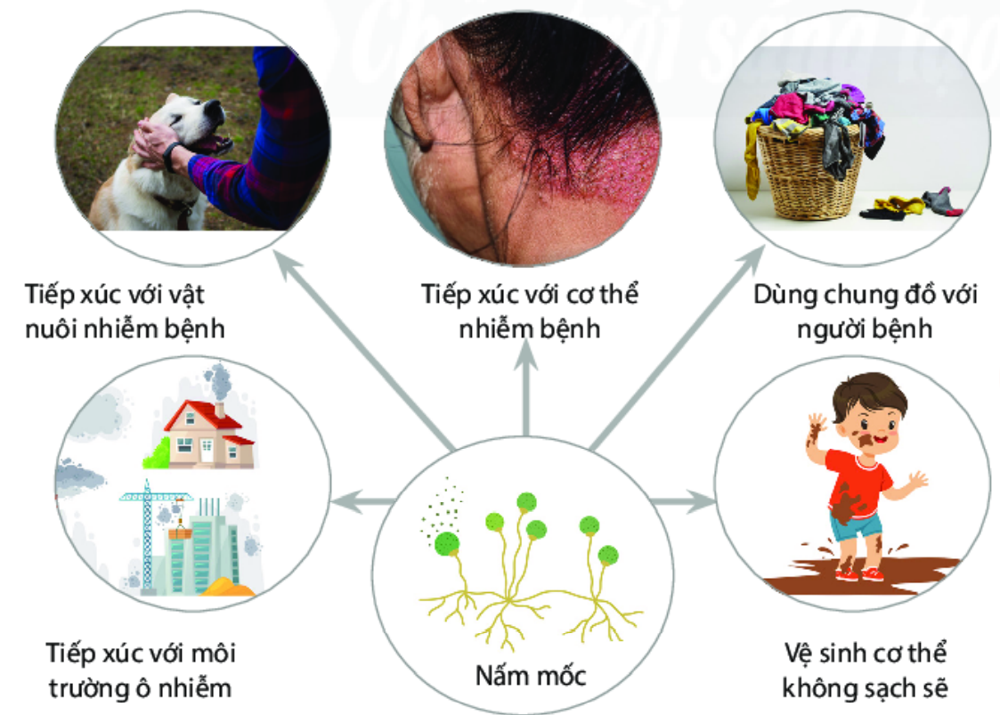 Tiếp xúc với vật
nuôi nhiễm bệnh
Tiếp xúc với cơ thể
nhiễm bệnh
Dùng chung đồ với
người bệnh
Tiếp xúc với môi
trường ô nhiễm
Nấm mốc
Vệ sinh cơ thể
không sạch sẽ